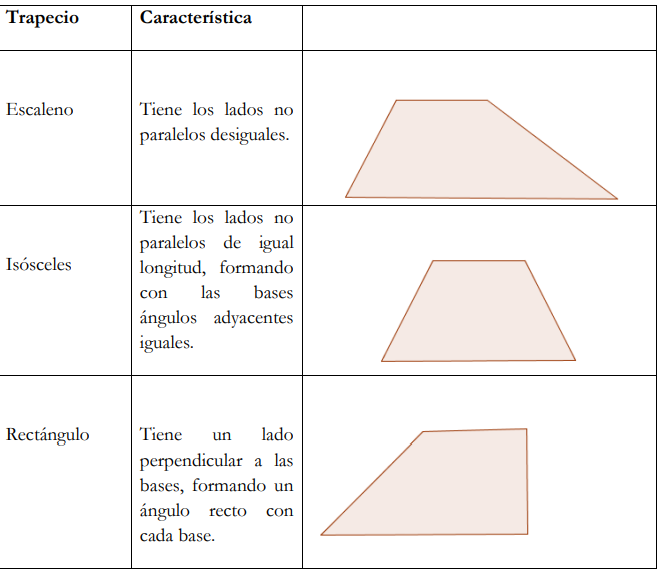 Trapecio Característica
Escaleno
Tiene los lados no
paralelos desiguales.
Isósceles
Tiene los lados no
paralelos de igual
longitud, formando
con las bases
ángulos adyacentes
iguales.
Rectángulo
Tiene un lado
perpendicular a las
bases, formando un
ángulo recto con
cada base.